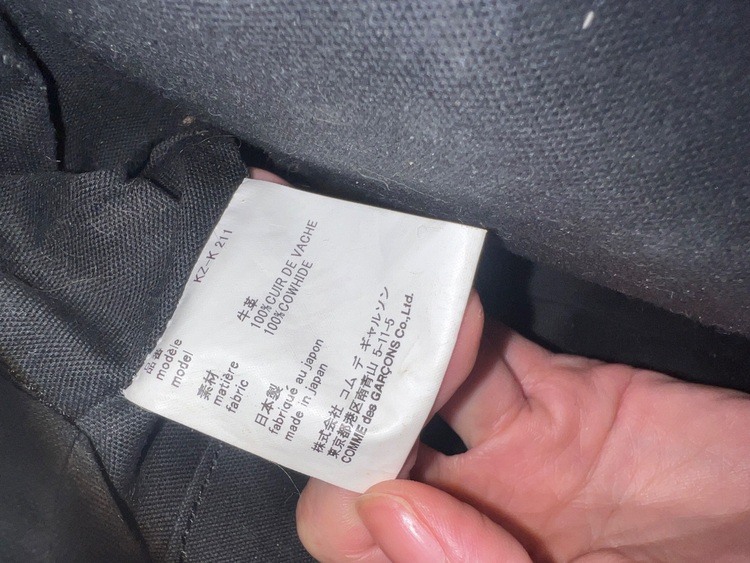 品番 KZ-K 211
modèle
model
素材 牛革
matière 100%CUIR DE VACHE
fabric 100%COWHIDE
日本製
fabriqué au japon
made in japan
株式会社 コム デ ギャルソン
東京都港区南青山 5-11-5
COMME des GARÇONS Co.,Ltd.